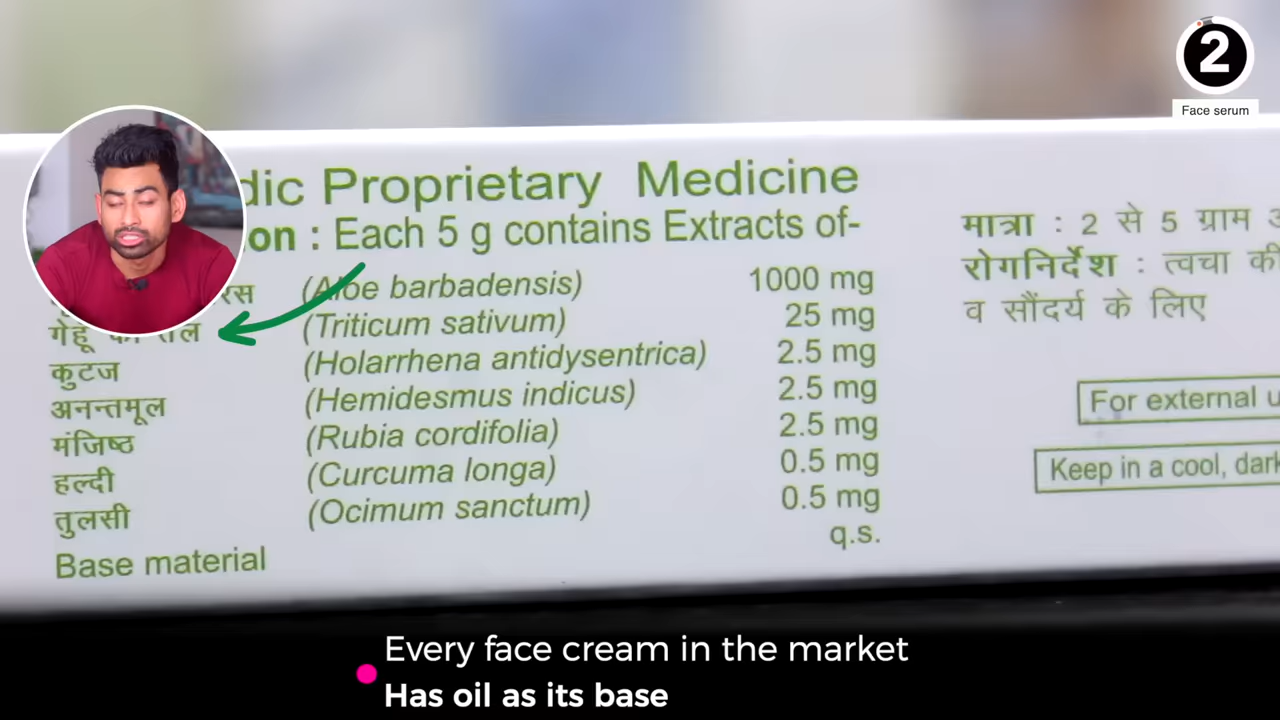 2
Face serum
dic Proprietary Medicine
on : Each 5 g contains Extracts of-
रस (Aloe barbadensis) 1000 mg
गेहूं का तेल (Triticum sativum) 25 mg
कुटज (Holarrhena antidysentrica) 2.5 mg
अनन्तमूल (Hemidesmus indicus) 2.5 mg
मंजिष्ठ (Rubia cordifolia) 2.5 mg
हल्दी (Curcuma longa) 0.5 mg
तुलसी (Ocimum sanctum) 0.5 mg
Base material q.s.
मात्रा : 2 से 5 ग्राम
रोगनिर्देश : त्वचा की
व सौंदर्य के लिए
For external u
Keep in a cool, dark
Every face cream in the market
Has oil as its base